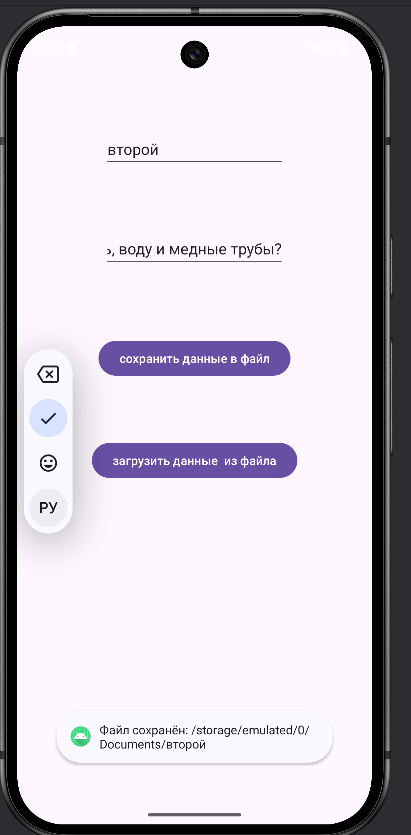 второй
ь, воду и медные трубы?
сохранить данные в файл
загрузить данные  из файла
РУ
Файл сохранён: /storage/emulated/0/
Documents/второй